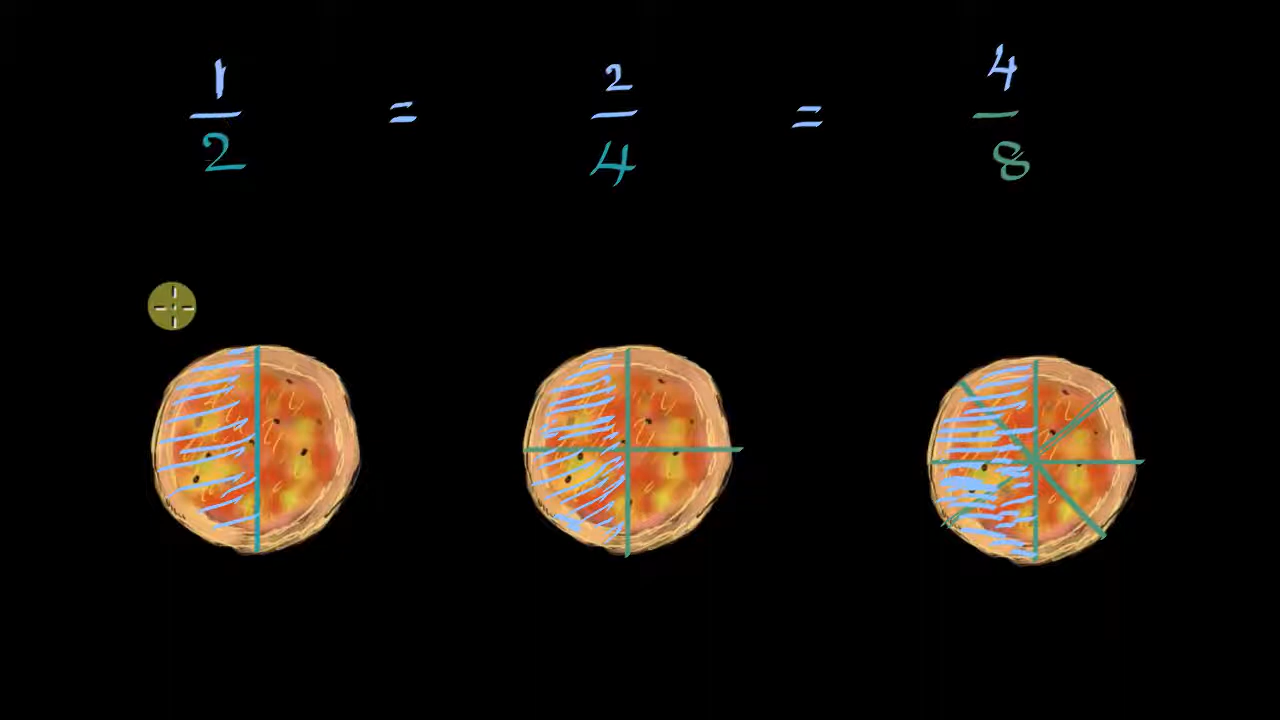 1/2 = 2/4 = 4/8